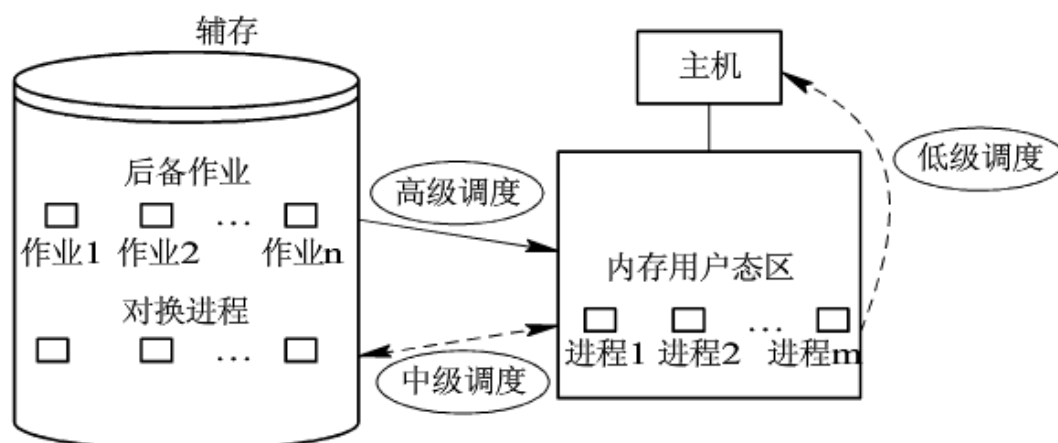 辅存
主机
后备作业
高级调度
低级调度
… 
作业1 作业2 作业n
内存用户态区
对换进程
…
…
进程1 进程2 进程m
中级调度